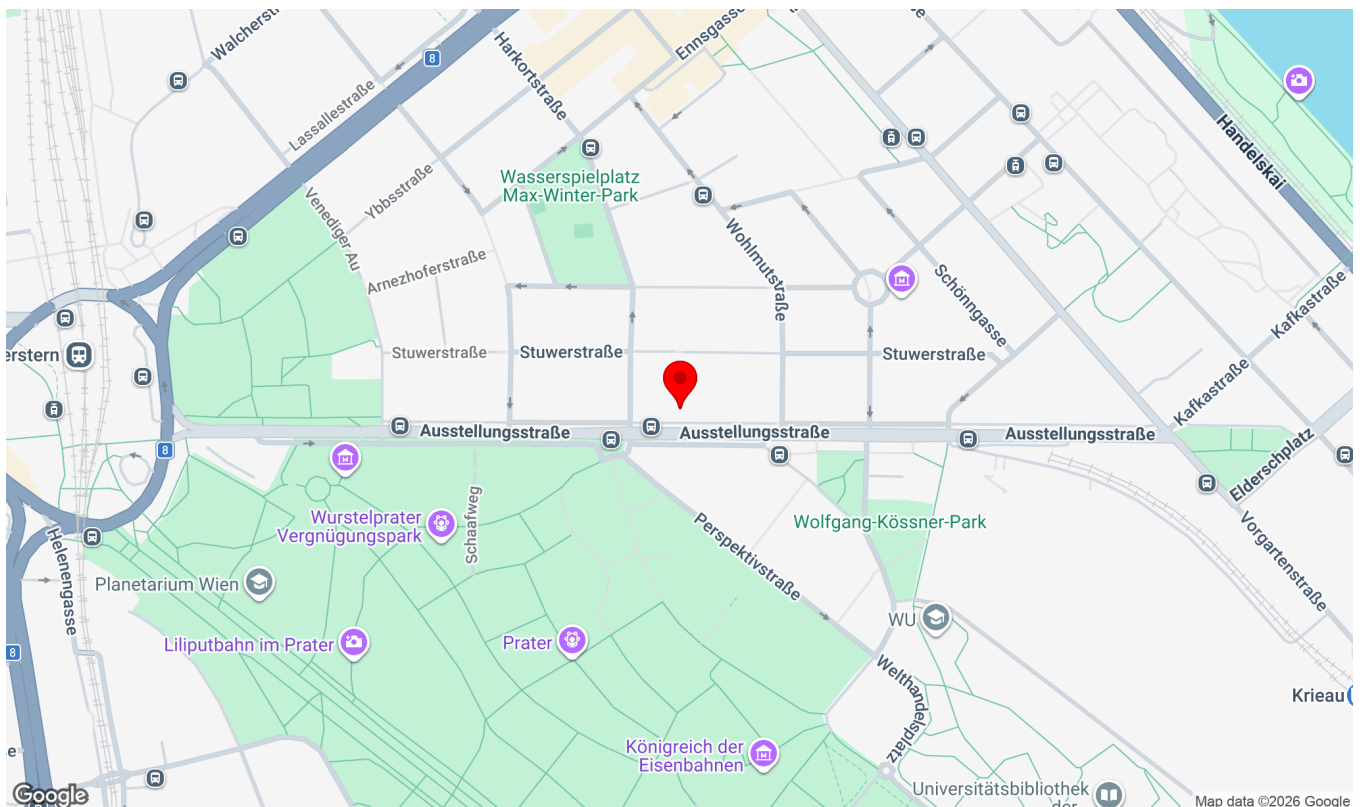 Walcherstr
Harkortstraße
Ennsgasse
8
Lassallestraße
Handelskai
Wasserspielplatz
Max-Winter-Park
Ybbsstraße
Venediger Au
Wohlmutstraße
Arnezhoferstraße
Schönngasse
Kafkastraße
erstern
Stuwerstraße
Stuwerstraße
Stuwerstraße
Kafkastraße
Ausstellungsstraße
Ausstellungsstraße
Ausstellungsstraße
8
Elderschplatz
Wurstelprater
Vergnügungspark
Schaafweg
Perspektivstraße
Wolfgang-Kössner-Park
Vorgartenstraße
Helenengasse
Planetarium Wien
WU
Liliputbahn im Prater
Prater
8
Welthandelsplatz
Krieau
Königreich der
Eisenbahnen
Universitätsbibliothek
der
Google
Map data ©2026 Google